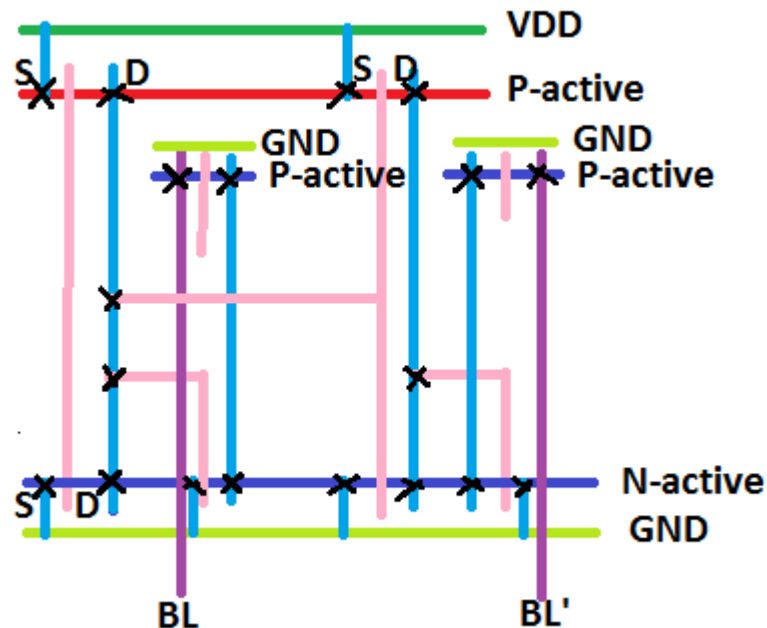 VDD
S D S D
P-active
GND GND
P-active P-active
N-active
S D
GND
BL BL'